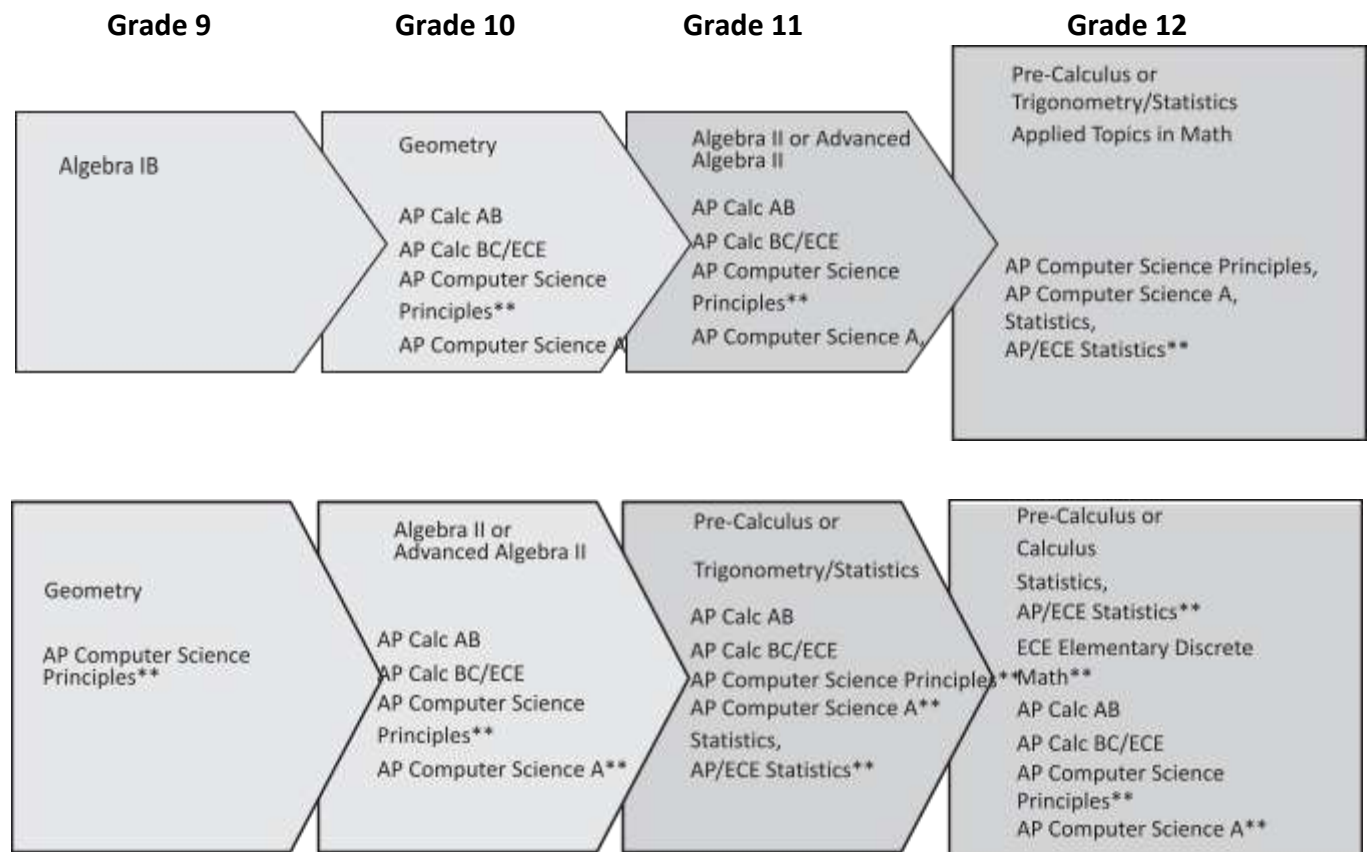 Grade 9 Grade 10 Grade 11 Grade 12
Algebra IB
Geometry
AP Calc AB
AP Calc BC/ECE
AP Computer Science
Principles**
AP Computer Science A
Algebra II or Advanced
Algebra II
AP Calc AB
AP Calc BC/ECE
AP Computer Science
Principles**
AP Computer Science A,
Pre-Calculus or
Trigonometry/Statistics
Applied Topics in Math
AP Computer Science Principles,
AP Computer Science A,
Statistics,
AP/ECE Statistics**
Geometry
AP Computer Science
Principles**
Algebra II or
Advanced Algebra II
AP Calc AB
AP Calc BC/ECE
AP Computer Science
Principles**
AP Computer Science A**
Pre-Calculus or
Trigonometry/Statistics
AP Calc AB
AP Calc BC/ECE
AP Computer Science Principles**
AP Computer Science A**
Statistics,
AP/ECE Statistics**
Pre-Calculus or
Calculus
Statistics,
AP/ECE Statistics**
ECE Elementary Discrete
Math**
AP Calc AB
AP Calc BC/ECE
AP Computer Science
Principles**
AP Computer Science A**